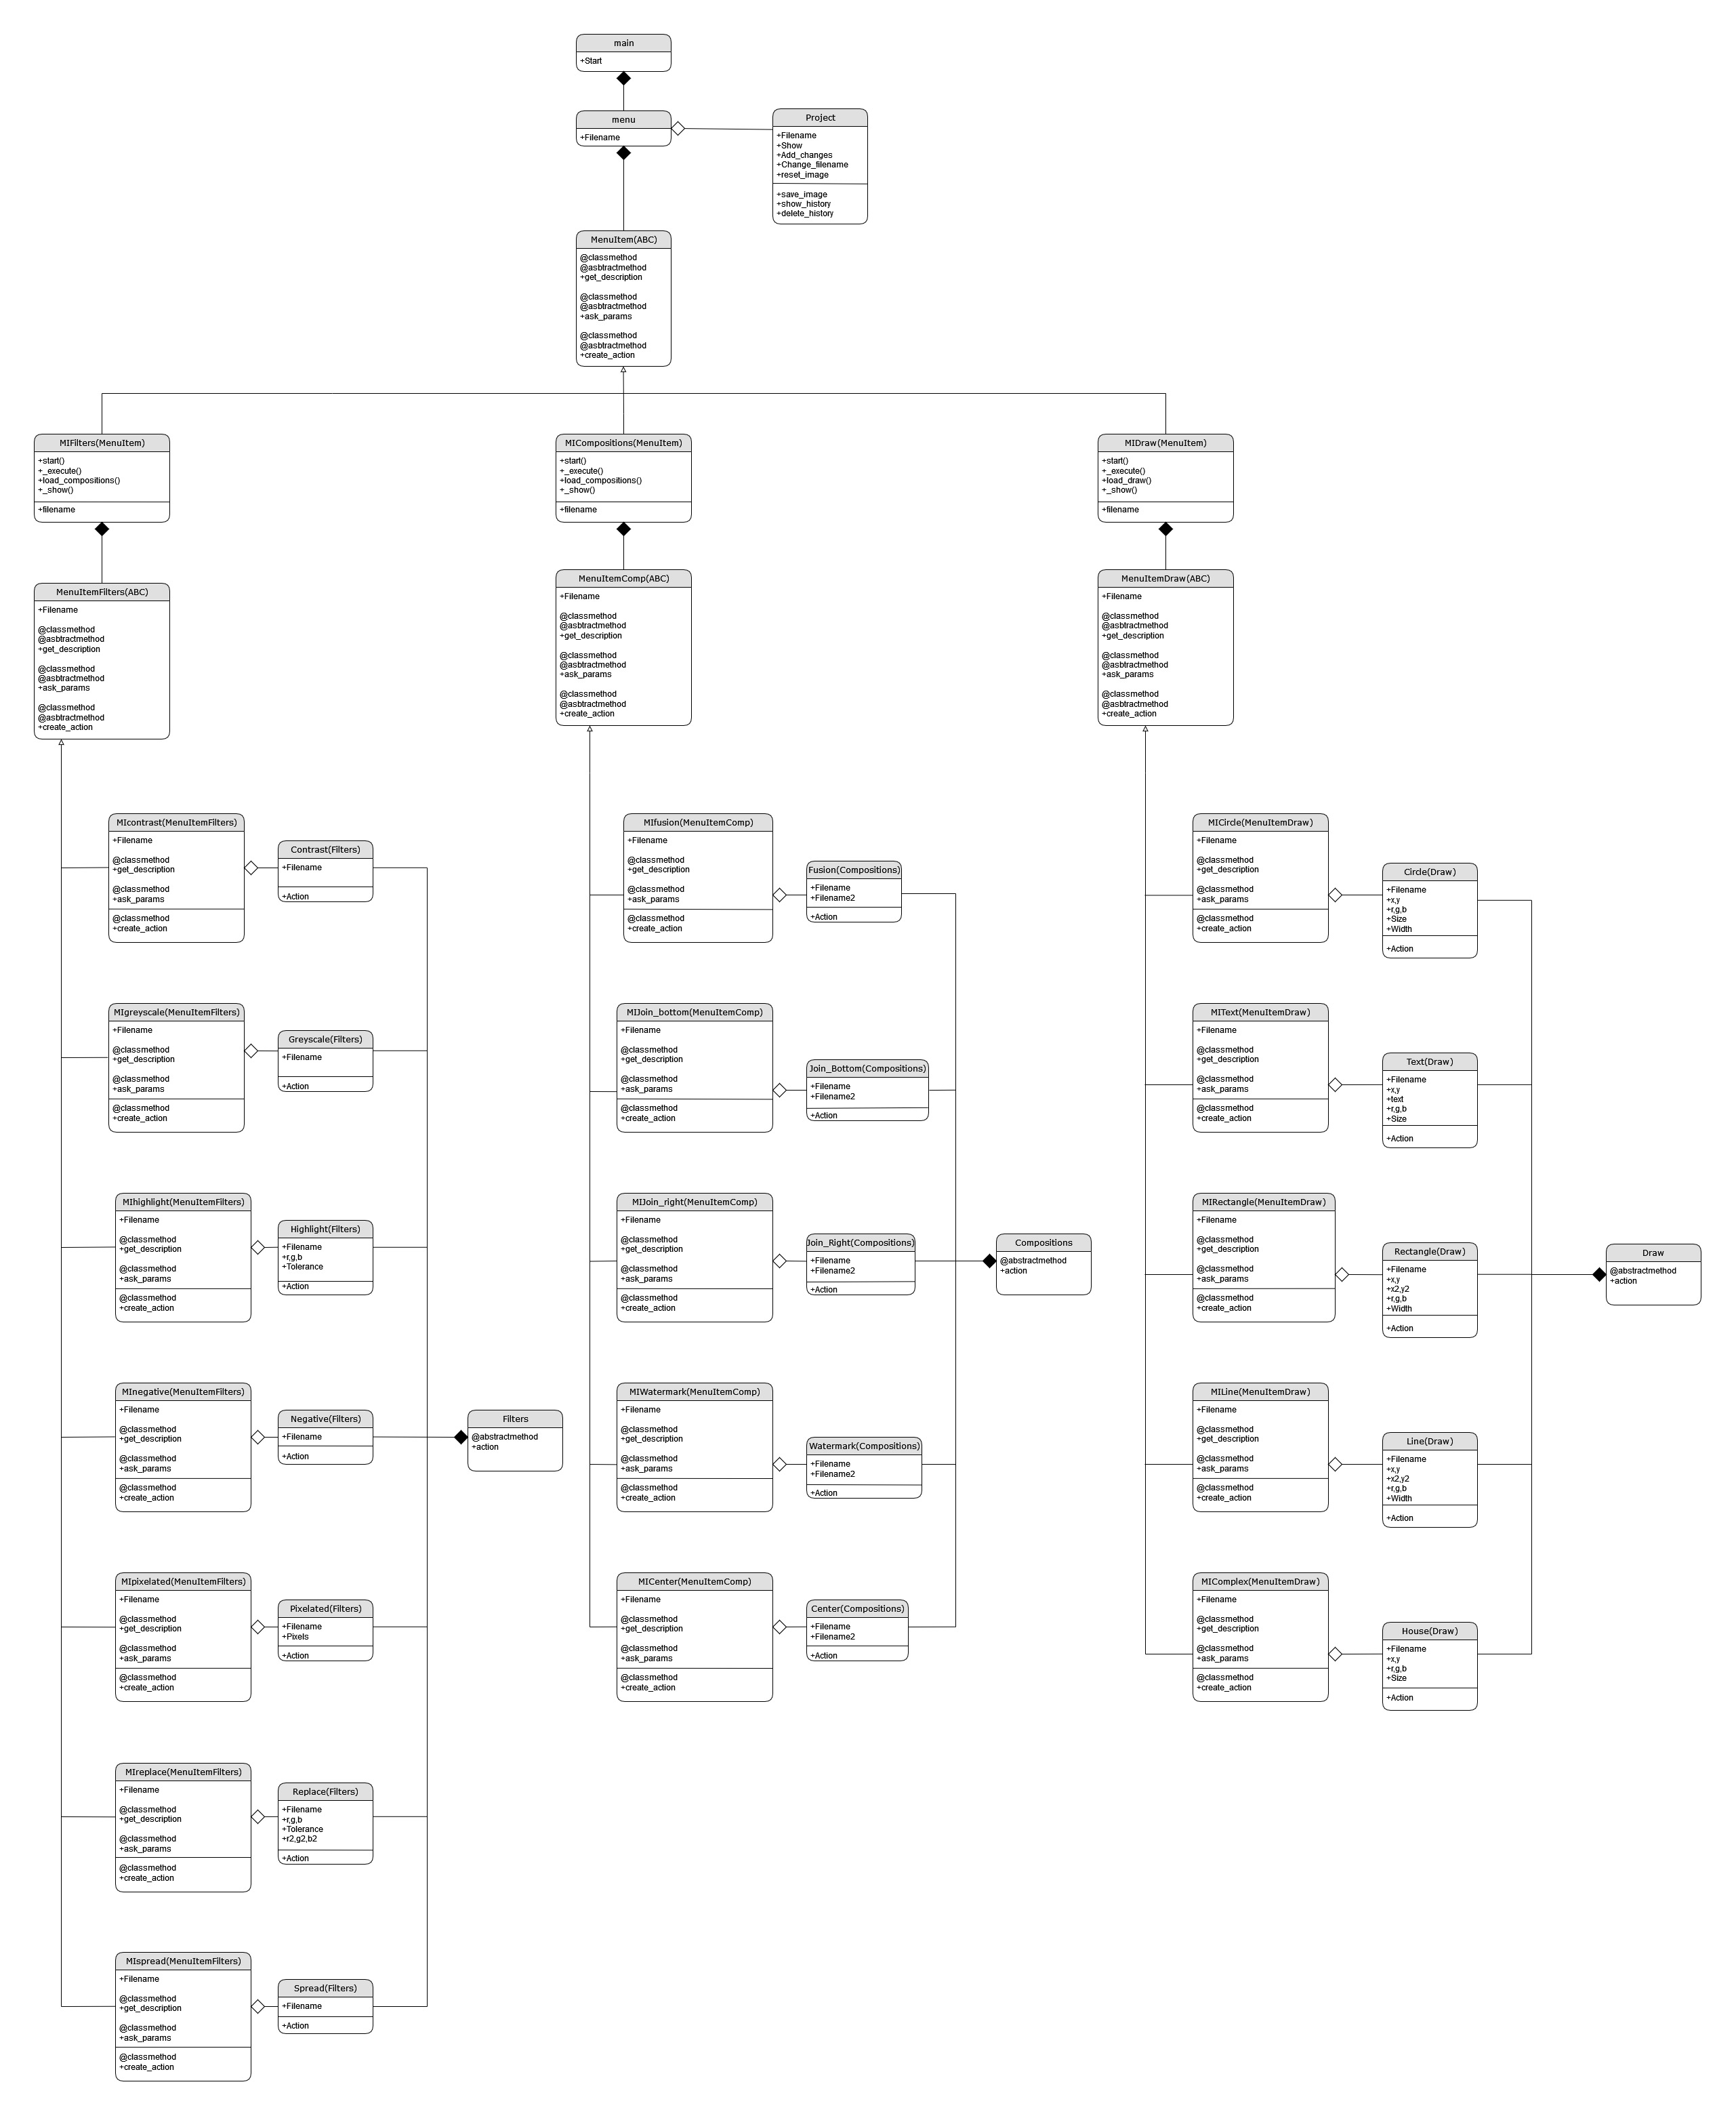 main
+Start
menu
+Filename
Project
+Filename
+Show
+Add_changes
+Change_filename
+reset_image
+save_image
+show_history
+delete_history
MenuItem(ABC)
@classmethod
@asbtractmethod
+get_description
@classmethod
@asbtractmethod
+ask_params
@classmethod
@asbtractmethod
+create_action
MIFilters(MenuItem)
+start()
+_execute()
+load_compositions()
+_show()
+filename
MICompositions(MenuItem)
+start()
+_execute()
+load_compositions()
+_show()
+filename
MIDraw(MenuItem)
+start()
+_execute()
+load_draw()
+_show()
+filename
MenuItemFilters(ABC)
+Filename
@classmethod
@asbtractmethod
+get_description
@classmethod
@asbtractmethod
+ask_params
@classmethod
@asbtractmethod
+create_action
MenuItemComp(ABC)
+Filename
@classmethod
@asbtractmethod
+get_description
@classmethod
@asbtractmethod
+ask_params
@classmethod
@asbtractmethod
+create_action
MenuItemDraw(ABC)
+Filename
@classmethod
@asbtractmethod
+get_description
@classmethod
@asbtractmethod
+ask_params
@classmethod
@asbtractmethod
+create_action
MIcontrast(MenuItemFilters)
+Filename
@classmethod
+get_description
@classmethod
+ask_params
@classmethod
+create_action
Contrast(Filters)
+Filename
+Action
MIgreyscale(MenuItemFilters)
+Filename
@classmethod
+get_description
@classmethod
+ask_params
@classmethod
+create_action
Greyscale(Filters)
+Filename
+Action
MIhighlight(MenuItemFilters)
+Filename
@classmethod
+get_description
@classmethod
+ask_params
@classmethod
+create_action
Highlight(Filters)
+Filename
+r,g,b
+Tolerance
+Action
MInegative(MenuItemFilters)
+Filename
@classmethod
+get_description
@classmethod
+ask_params
@classmethod
+create_action
Negative(Filters)
+Filename
+Action
Filters
@abstractmethod
+action
MIpixelated(MenuItemFilters)
+Filename
@classmethod
+get_description
@classmethod
+ask_params
@classmethod
+create_action
Pixelated(Filters)
+Filename
+Pixels
+Action
MIreplace(MenuItemFilters)
+Filename
@classmethod
+get_description
@classmethod
+ask_params
@classmethod
+create_action
Replace(Filters)
+Filename
+r,g,b
+Tolerance
+r2,g2,b2
+Action
MIspread(MenuItemFilters)
+Filename
@classmethod
+get_description
@classmethod
+ask_params
@classmethod
+create_action
Spread(Filters)
+Filename
+Action
MIfusion(MenuItemComp)
+Filename
@classmethod
+get_description
@classmethod
+ask_params
@classmethod
+create_action
Fusion(Compositions)
+Filename
+Filename2
+Action
MIJoin_bottom(MenuItemComp)
+Filename
@classmethod
+get_description
@classmethod
+ask_params
@classmethod
+create_action
Join_Bottom(Compositions)
+Filename
+Filename2
+Action
MIJoin_right(MenuItemComp)
+Filename
@classmethod
+get_description
@classmethod
+ask_params
@classmethod
+create_action
Join_Right(Compositions)
+Filename
+Filename2
+Action
Compositions
@abstractmethod
+action
MIWatermark(MenuItemComp)
+Filename
@classmethod
+get_description
@classmethod
+ask_params
@classmethod
+create_action
Watermark(Compositions)
+Filename
+Filename2
+Action
MICenter(MenuItemComp)
+Filename
@classmethod
+get_description
@classmethod
+ask_params
@classmethod
+create_action
Center(Compositions)
+Filename
+Filename2
+Action
MICircle(MenuItemDraw)
+Filename
@classmethod
+get_description
@classmethod
+ask_params
@classmethod
+create_action
Circle(Draw)
+Filename
+x,y
+r,g,b
+Size
+Width
+Action
MIText(MenuItemDraw)
+Filename
@classmethod
+get_description
@classmethod
+ask_params
@classmethod
+create_action
Text(Draw)
+Filename
+x,y
+text
+r,g,b
+Size
+Action
MIRectangle(MenuItemDraw)
+Filename
@classmethod
+get_description
@classmethod
+ask_params
@classmethod
+create_action
Rectangle(Draw)
+Filename
+x,y
+x2,y2
+r,g,b
+Width
+Action
Draw
@abstractmethod
+action
MILine(MenuItemDraw)
+Filename
@classmethod
+get_description
@classmethod
+ask_params
@classmethod
+create_action
Line(Draw)
+Filename
+x,y
+x2,y2
+r,g,b
+Width
+Action
MIComplex(MenuItemDraw)
+Filename
@classmethod
+get_description
@classmethod
+ask_params
@classmethod
+create_action
House(Draw)
+Filename
+x,y
+r,g,b
+Size
+Action